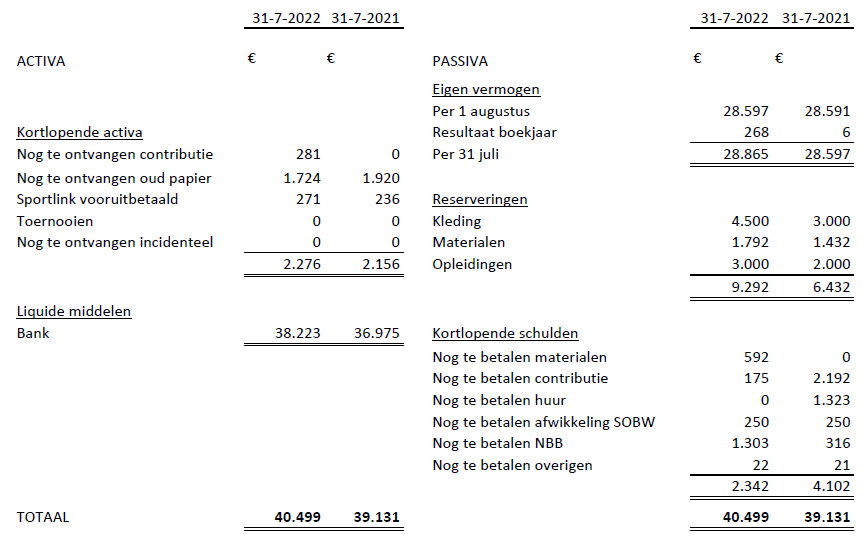 31-7-2022 31-7-2021 31-7-2022 31-7-2021
ACTIVA € € PASSIVA € €
Eigen vermogen
Per 1 augustus 28.597 28.591
Kortlopende activa Resultaat boekjaar 268 6
Nog te ontvangen contributie 281 0 Per 31 juli 28.865 28.597
Nog te ontvangen oud papier 1.724 1.920
Sportlink vooruitbetaald 271 236 Reserveringen
Toernooien 0 0 Kleding 4.500 3.000
Nog te ontvangen incidenteel 0 0 Materialen 1.792 1.432
2.276 2.156 Opleidingen 3.000 2.000
9.292 6.432
Liquide middelen
Bank 38.223 36.975 Kortlopende schulden
Nog te betalen materialen 592 0
Nog te betalen contributie 175 2.192
Nog te betalen huur 0 1.323
Nog te betalen afwikkeling SOBW 250 250
Nog te betalen NBB 1.303 316
Nog te betalen overigen 22 21
2.342 4.102
TOTAAL 40.499 39.131 40.499 39.131